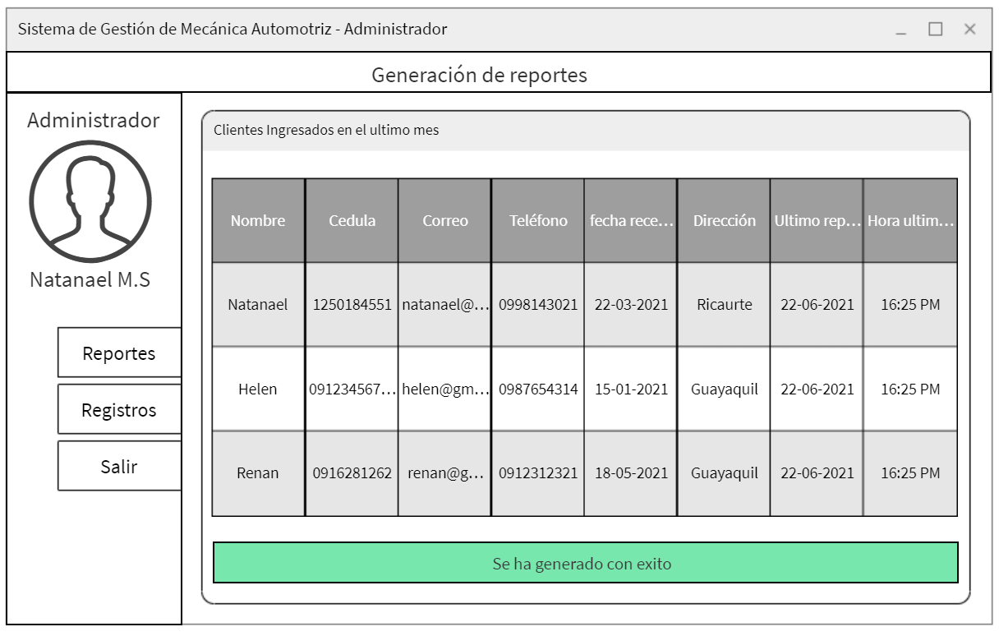 Sistema de Gestión de Mecánica Automotriz - Administrador
Generación de reportes
Administrador
Natanael M.S
Reportes
Registros
Salir
Clientes Ingresados en el ultimo mes
Nombre Cedula Correo Teléfono fecha rece... Dirección Ultimo rep... Hora ultim...
Natanael 1250184551 natanael@... 0998143021 22-03-2021 Ricaurte 22-06-2021 16:25 PM
Helen 091234567... helen@gm... 0987654314 15-01-2021 Guayaquil 22-06-2021 16:25 PM
Renan 0916281262 renan@g... 0912312321 18-05-2021 Guayaquil 22-06-2021 16:25 PM
Se ha generado con exito